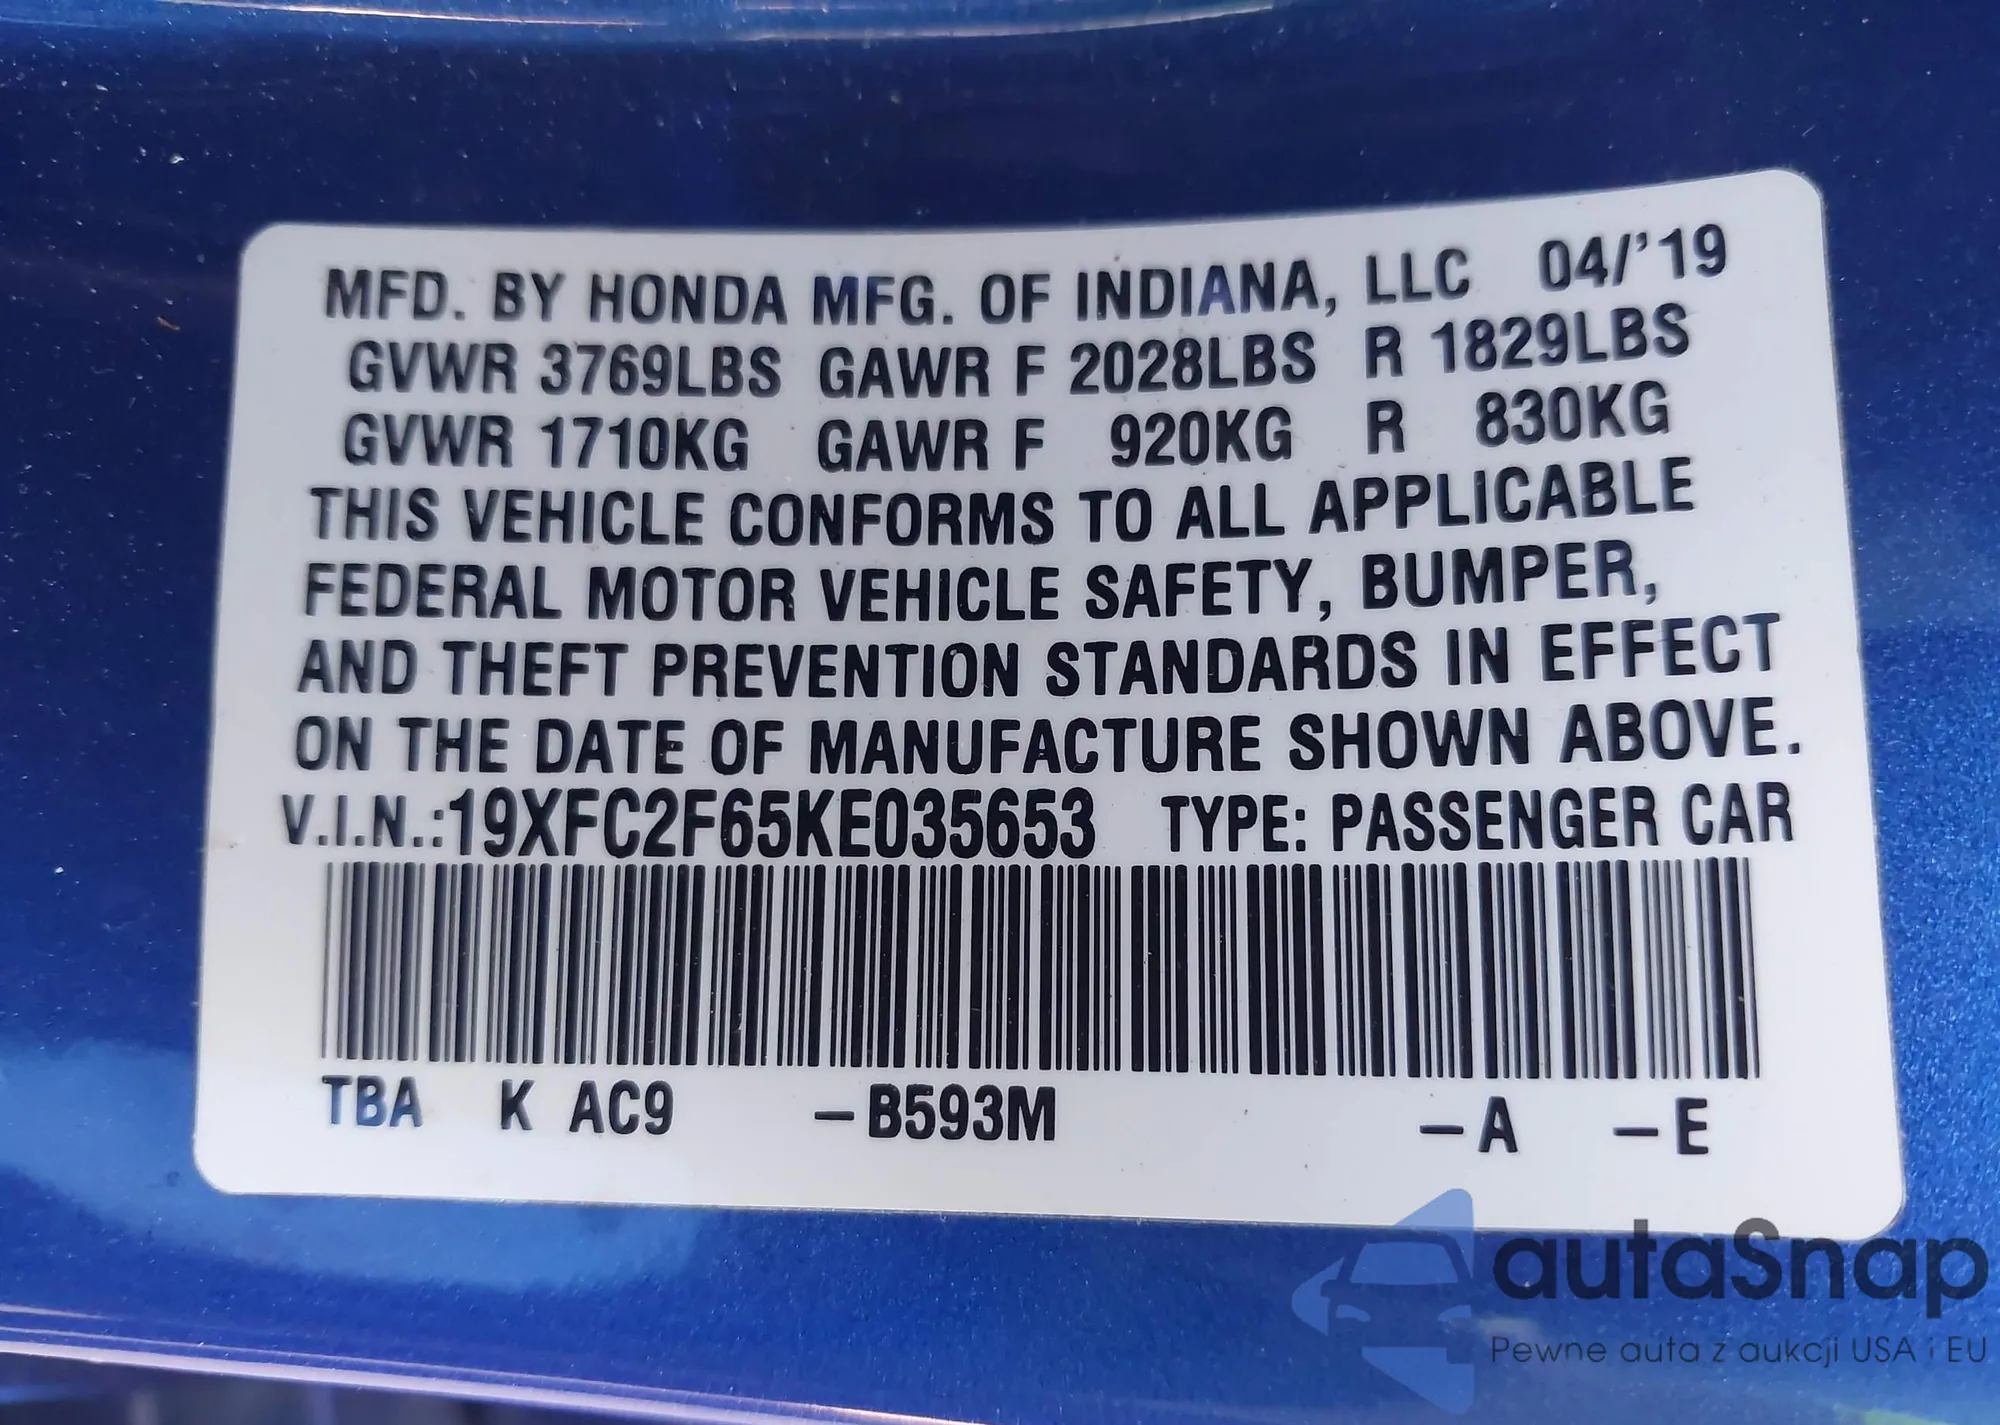 MFD. BY HONDA MFG. OF INDIANA, LLC 04/'19
GVWR 3769LBS GAWR F 2028LBS R 1829LBS
GVWR 1710KG GAWR F 920KG R 830KG
THIS VEHICLE CONFORMS TO ALL APPLICABLE
FEDERAL MOTOR VEHICLE SAFETY, BUMPER,
AND THEFT PREVENTION STANDARDS IN EFFECT
ON THE DATE OF MANUFACTURE SHOWN ABOVE.
V.I.N.:19XFC2F65KE035653 TYPE: PASSENGER CAR
TBA K AC9 –B593M –A –E
autaSnap
Pewne auta z aukcji USA i EU